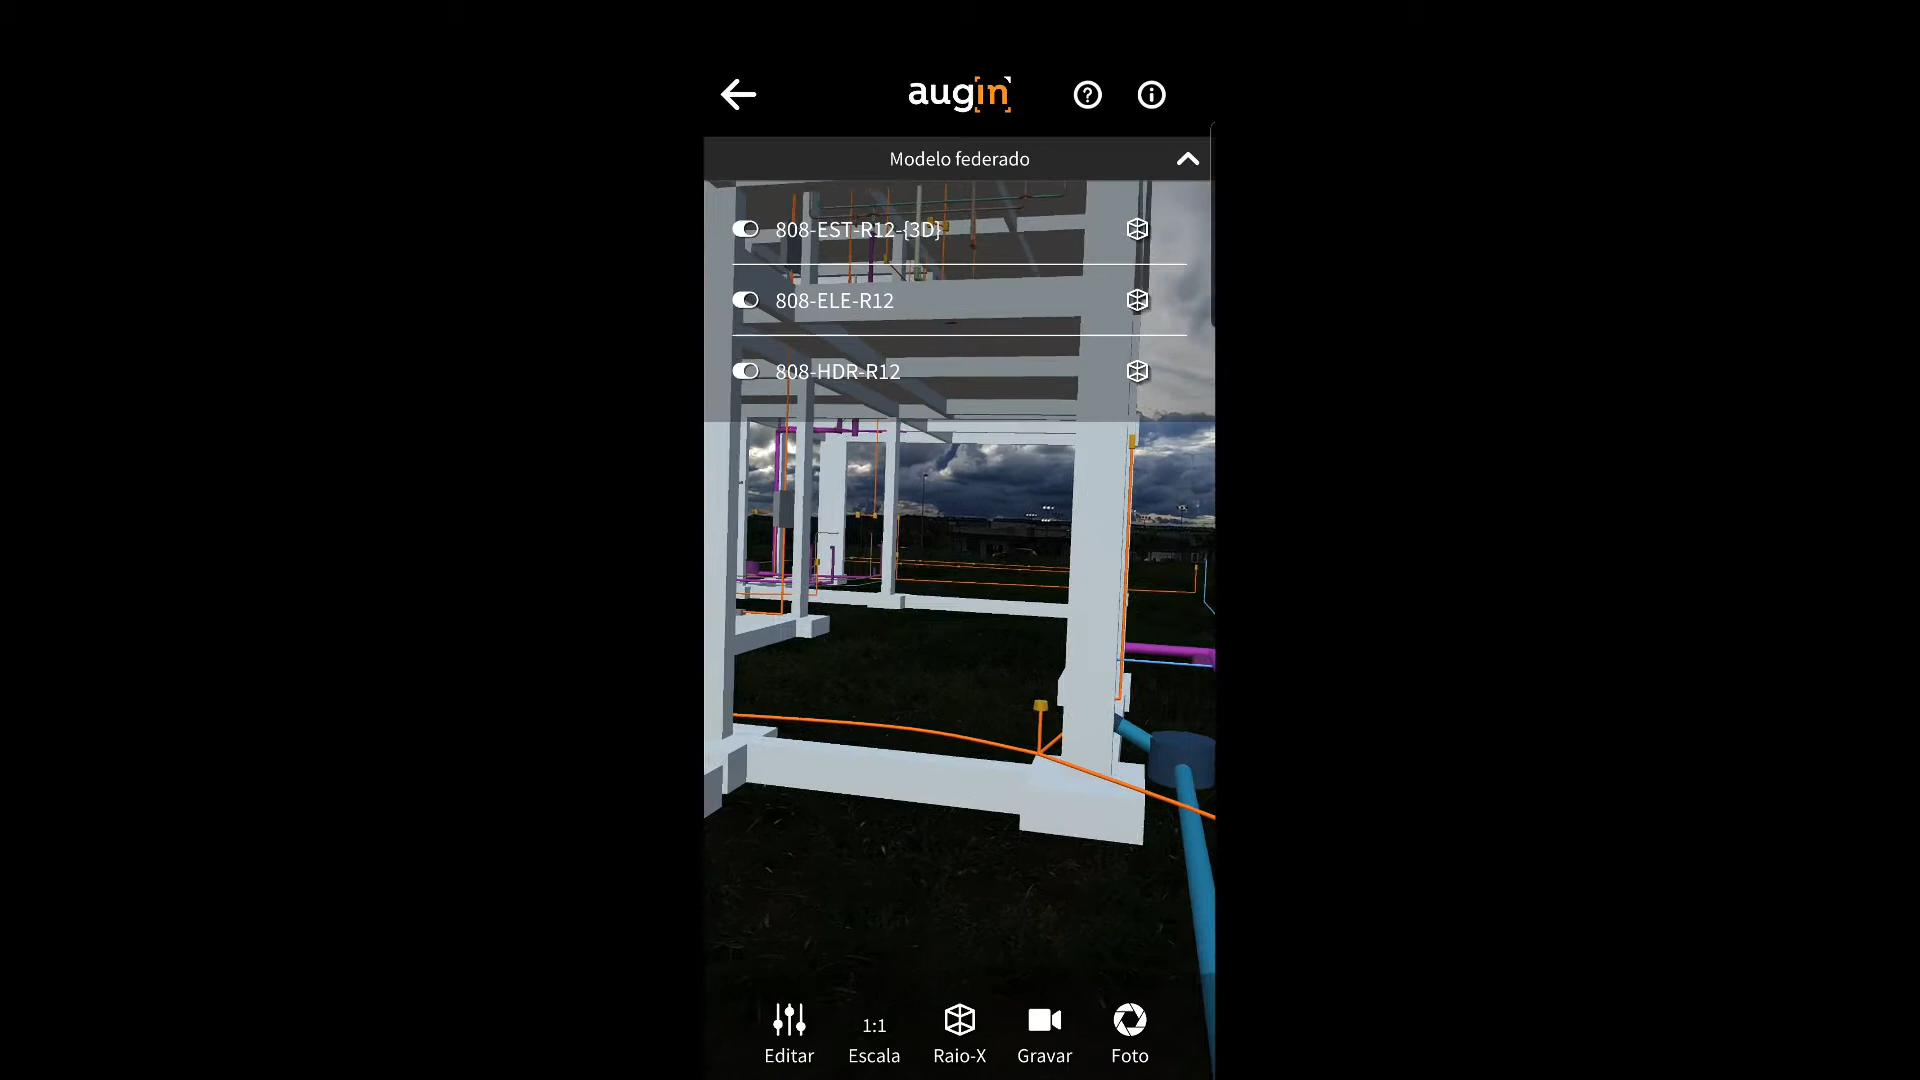 augin
Modelo federado
808-EST-R12-{3D}
808-ELE-R12
808-HDR-R12
1:1
Editar
Escala
Raio-X
Gravar
Foto